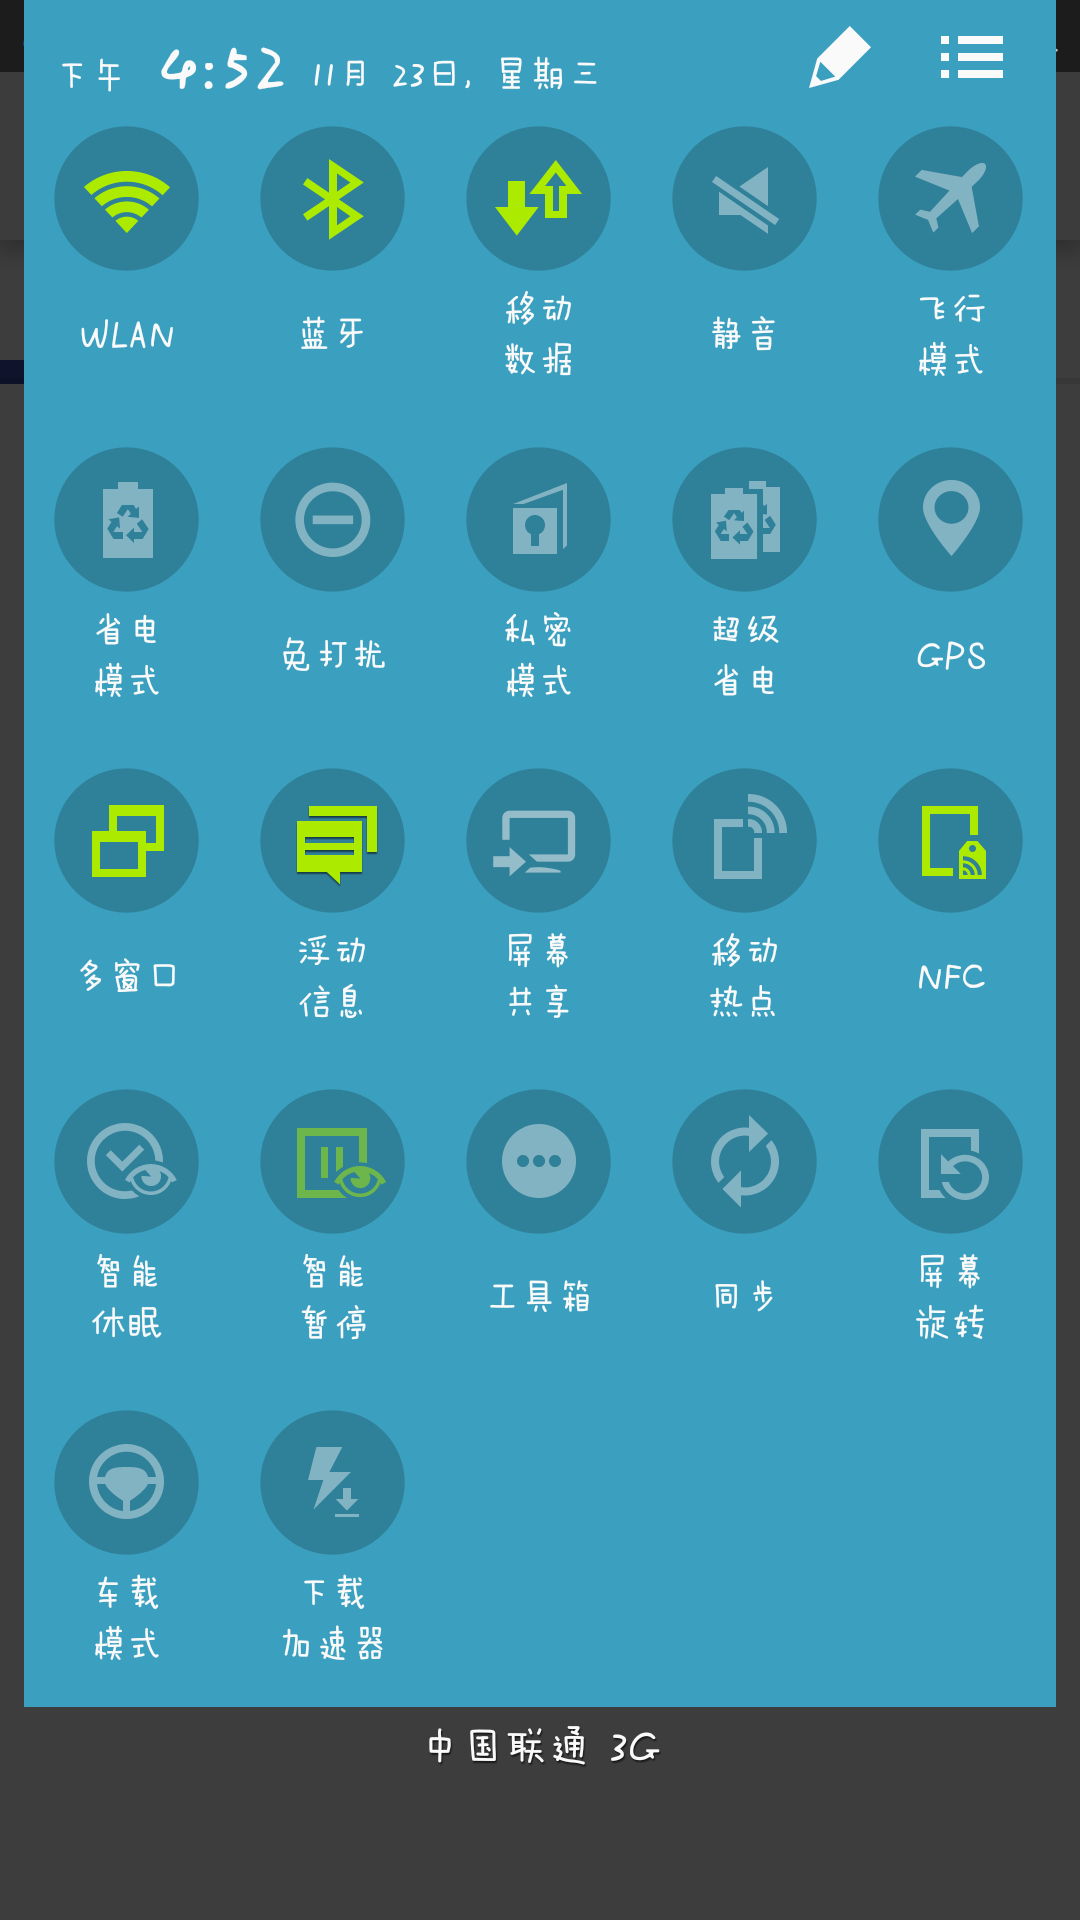 下午 4:52 11月 23日, 星期三
WLAN
蓝牙
移动
数据
静音
飞行
模式
省电
模式
免打扰
私密
模式
超级
省电
GPS
多窗口
浮动
信息
屏幕
共享
移动
热点
NFC
智能
休眠
智能
暂停
工具箱
同步
屏幕
旋转
车载
模式
下载
加速器
中国联通 3G